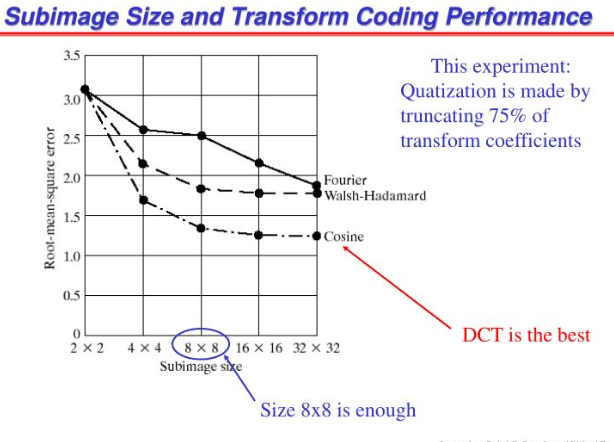 Subimage Size and Transform Coding Performance
This experiment:
Quatization is made by
truncating 75% of
transform coefficients
3.5
3.0
2.5
2.0
1.5
1.0
0.5
0
Root-mean-square error
Fourier
Walsh-Hadamard
Cosine
2 × 2 4 × 4 8 × 8 16 × 16 32 × 32
Subimage size
DCT is the best
Size 8x8 is enough